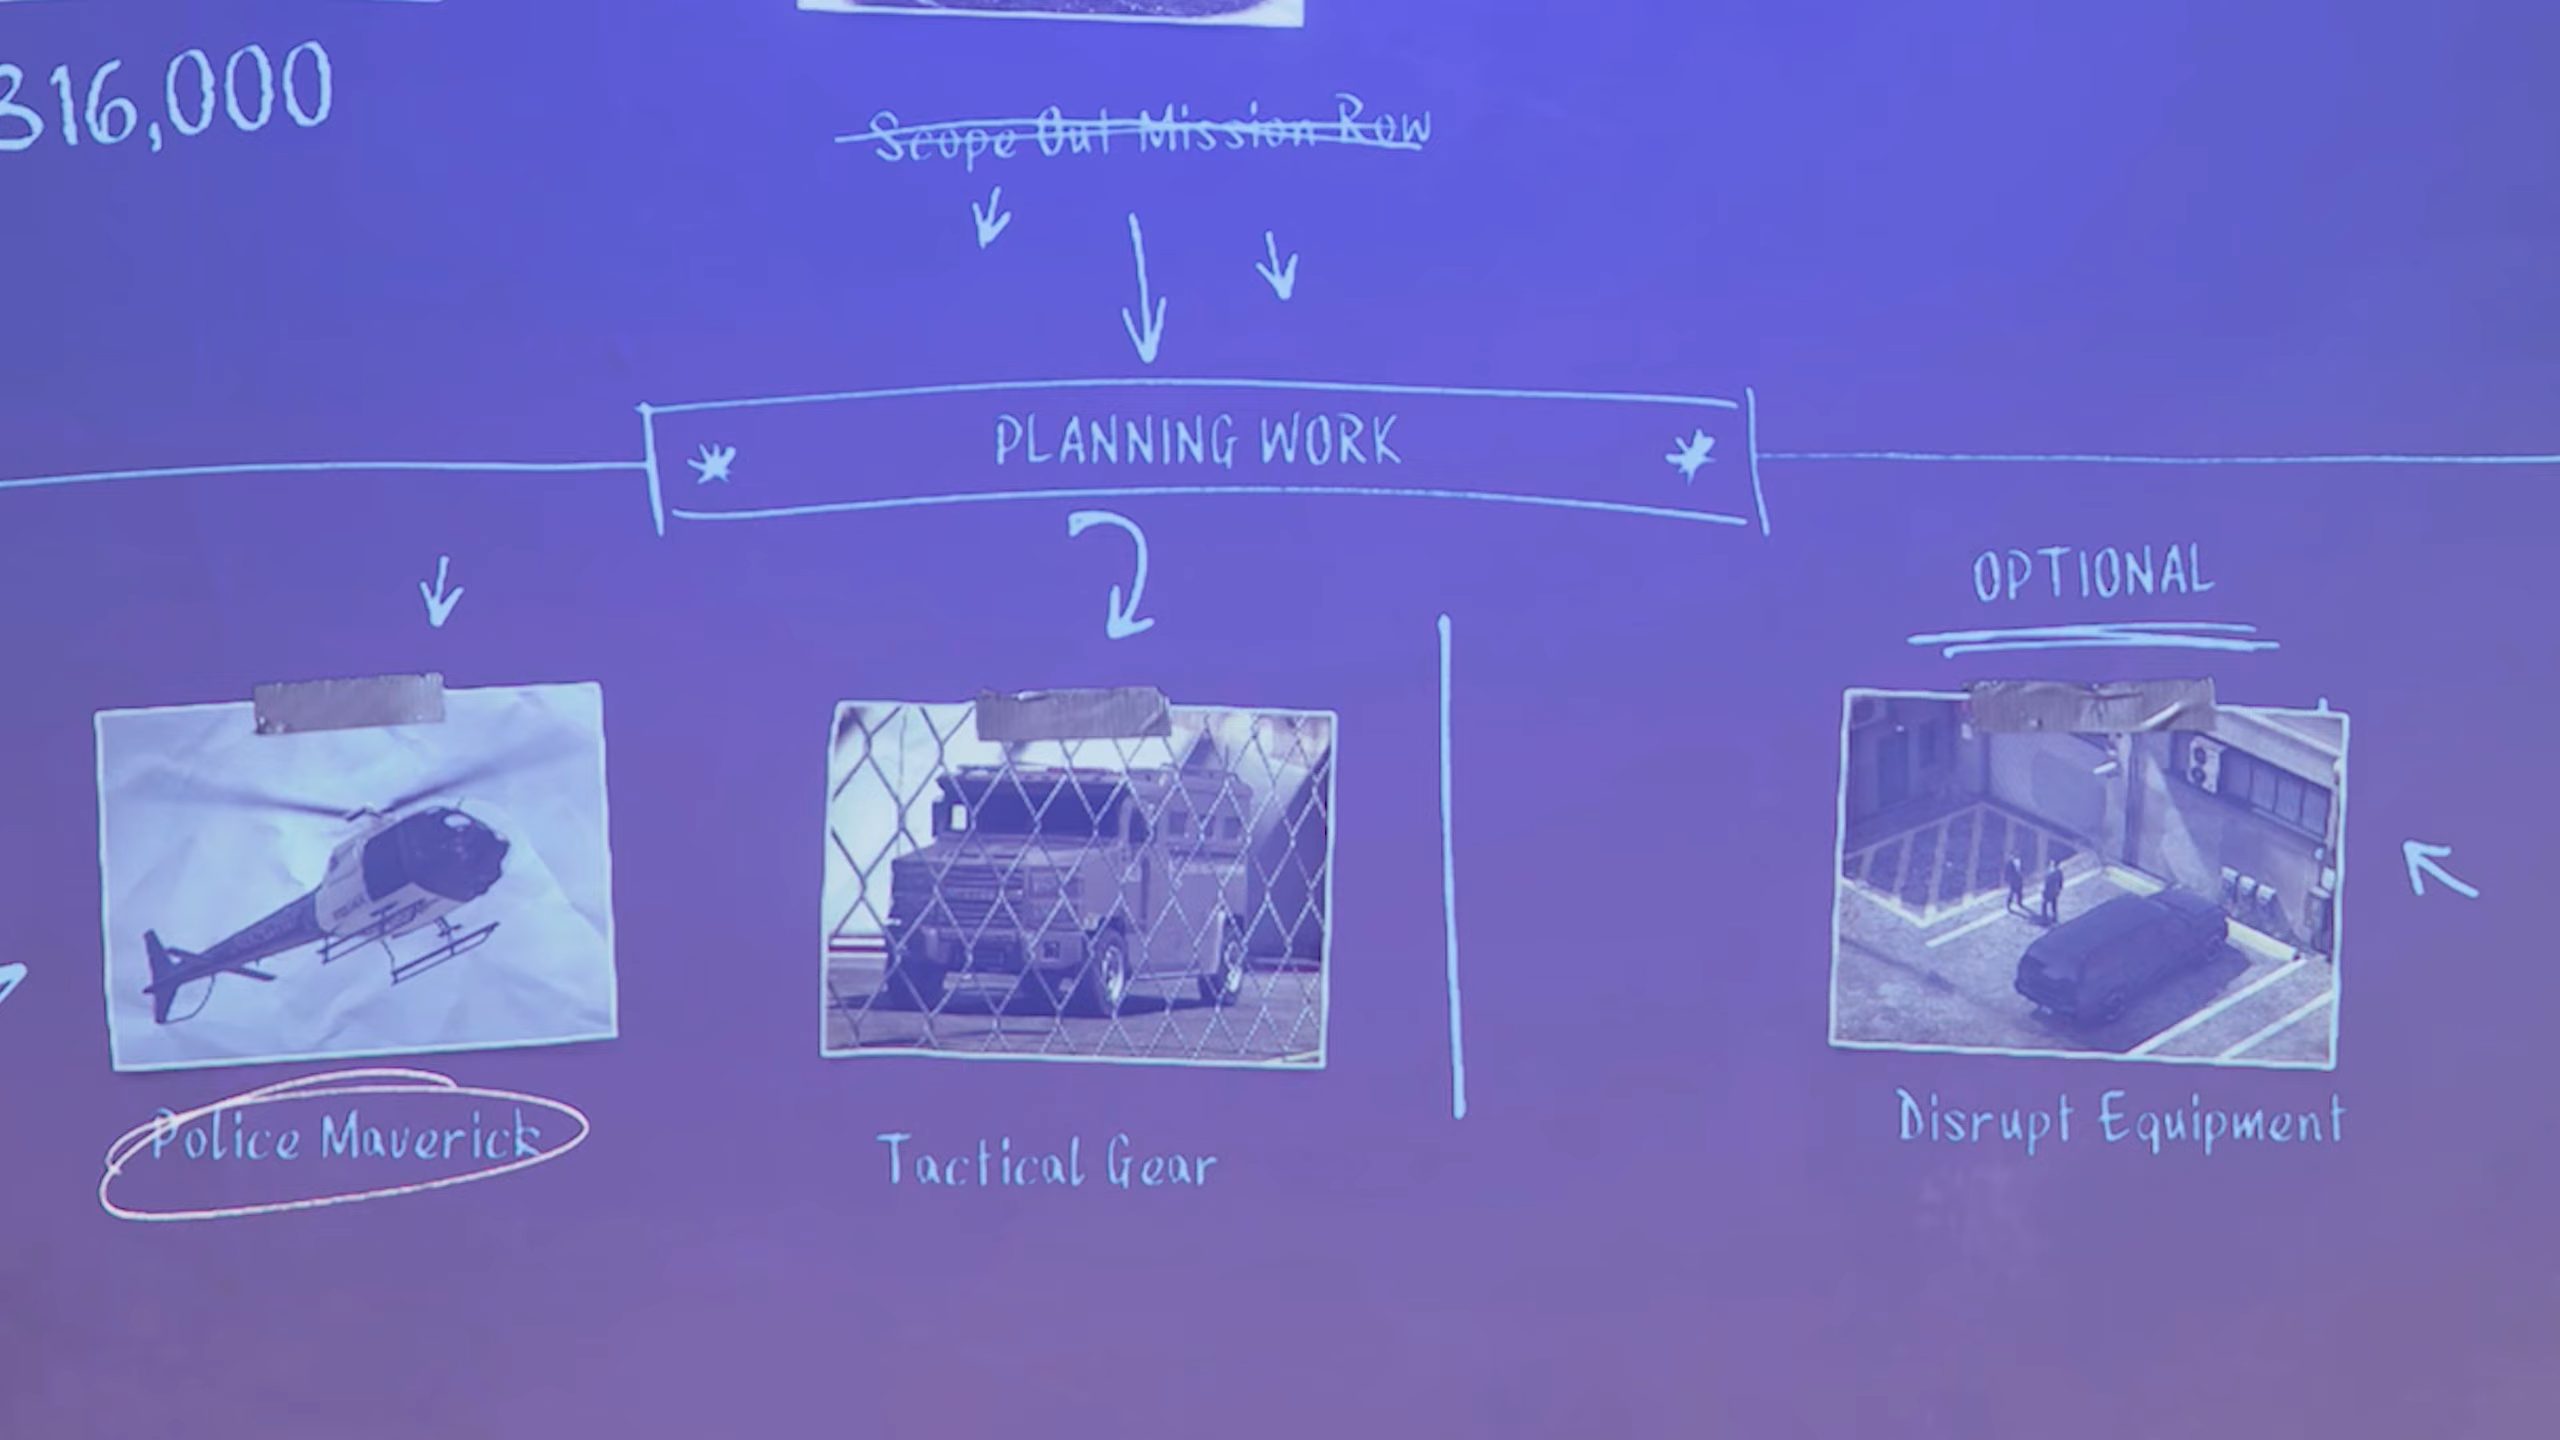 316,000
Scope Out Mission Row
PLANNING WORK
OPTIONAL
Police Maverick
Tactical Gear
Disrupt Equipment